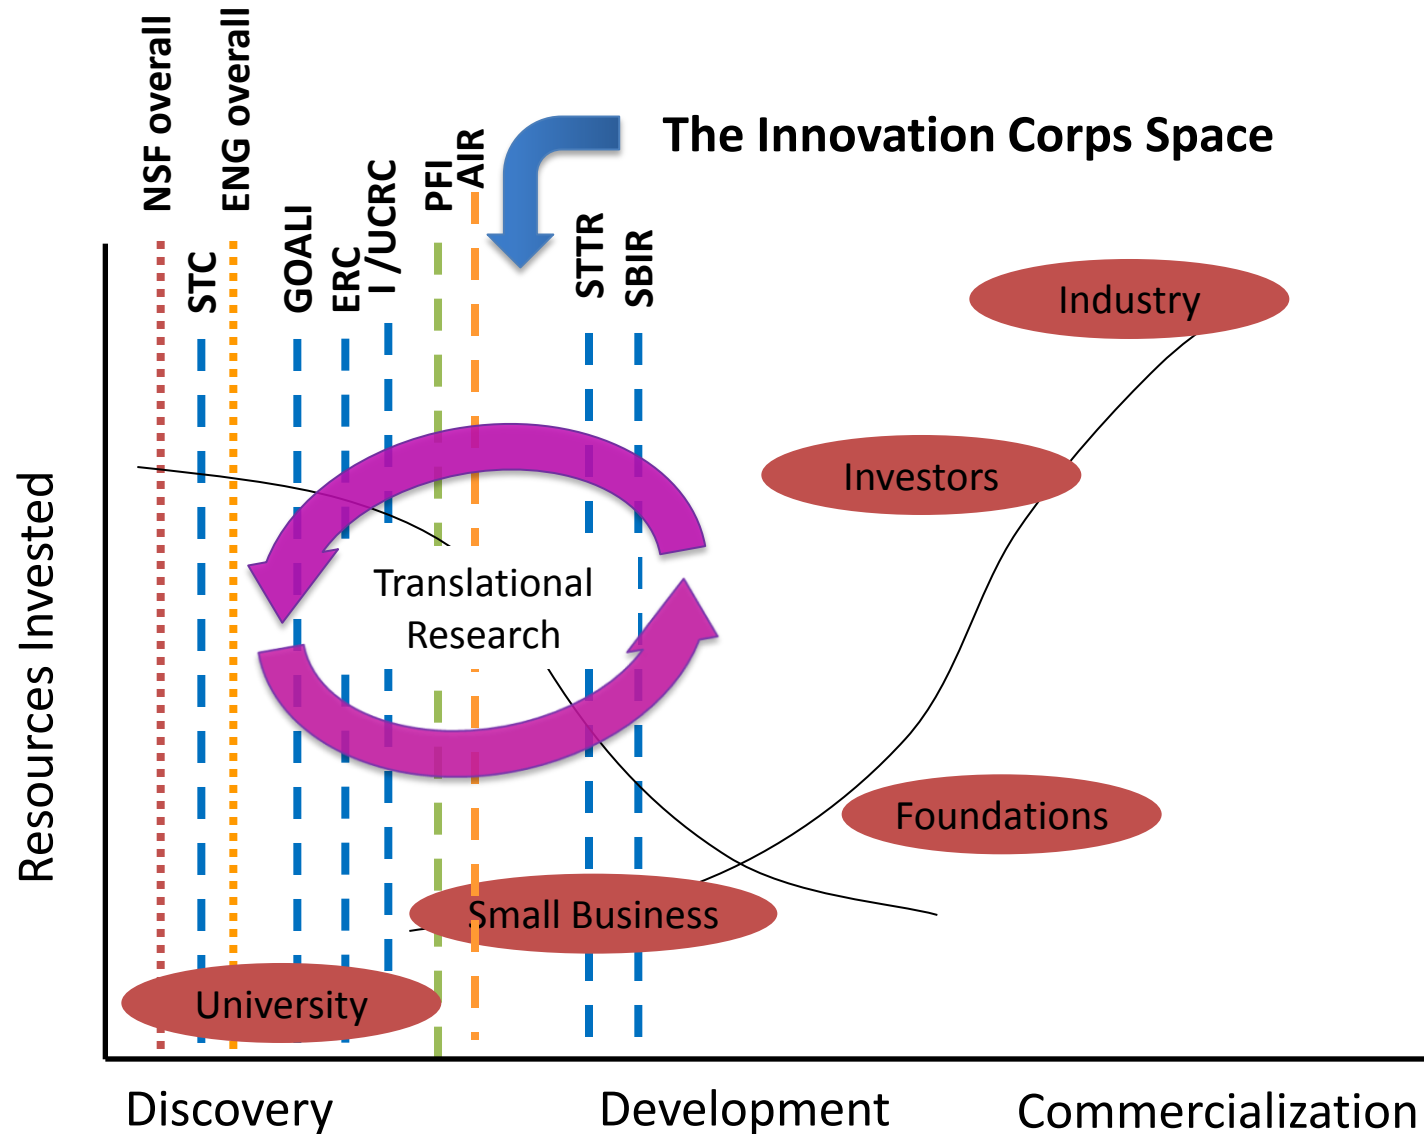 NSF overall
STC
ENG overall
GOALI
ERC
I /UCRC
PFI
AIR
The Innovation Corps Space
STTR
SBIR
Industry
Investors
Translational
Research
Resources Invested
Foundations
Small Business
University
Discovery
Development
Commercialization